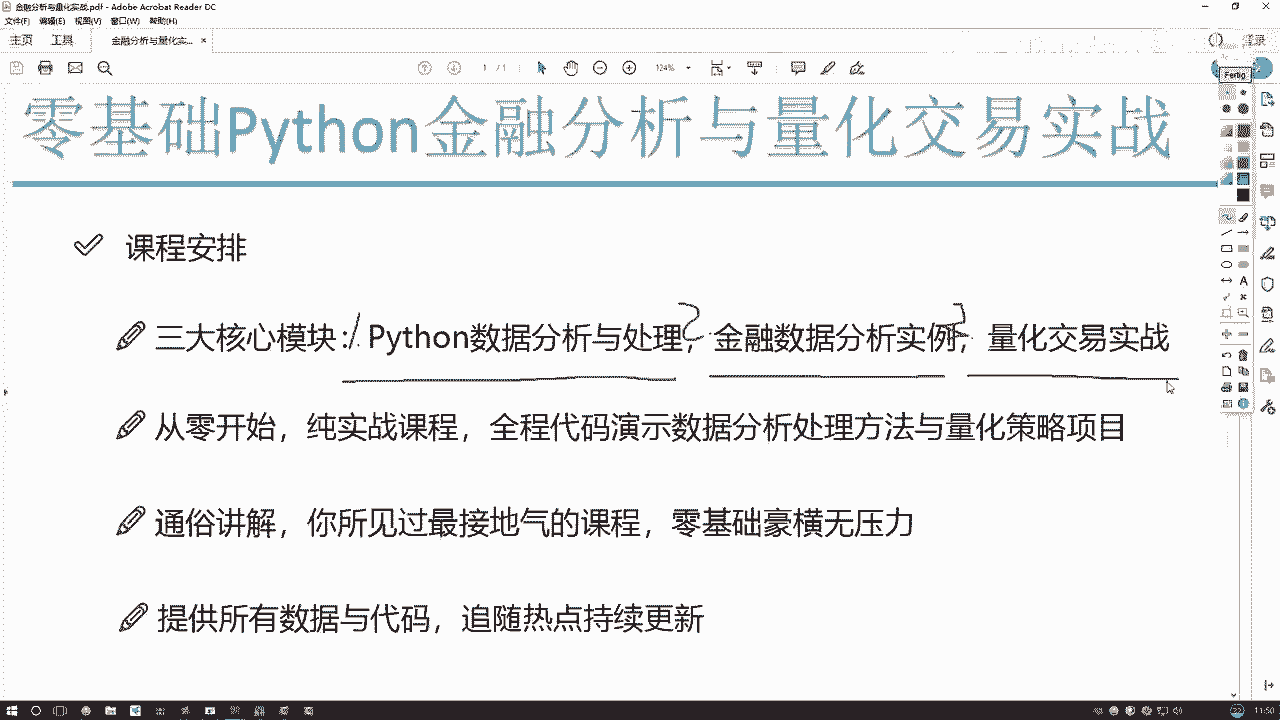 金融分析与量化实战.pdf - Adobe Acrobat Reader DC
文件(F) 编辑(E) 视图(V) 窗口(W) 帮助(H)
主页 工具 金融分析与量化实... ×
1 / 1 124%
Fertig
零基础Python金融分析与量化交易实战
课程安排
三大核心模块: Python数据分析与处理，金融数据分析实例，量化交易实战
从零开始，纯实战课程，全程代码演示数据分析处理方法与量化策略项目
通俗讲解，你所见过最接地气的课程，零基础豪横无压力
提供所有数据与代码，追随热点持续更新
11:50